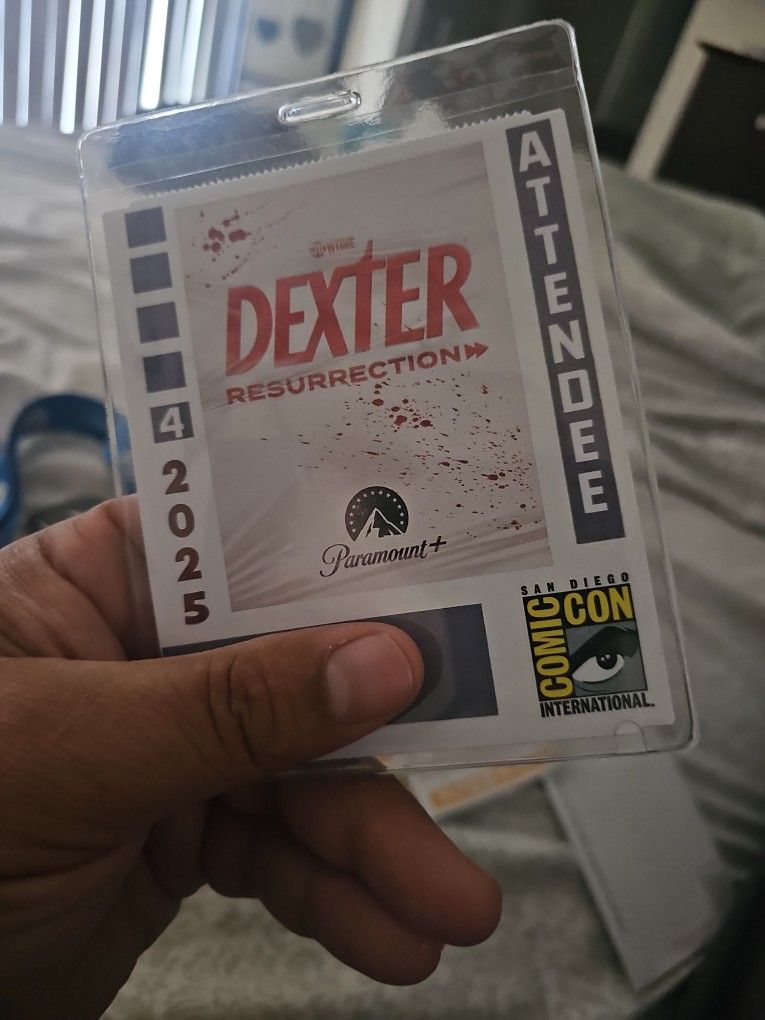 ATTENDEE
SHOWTIME
DEXTER
RESURRECTION
4
2025
Paramount+
SAN DIEGO
COMIC CON
INTERNATIONAL.